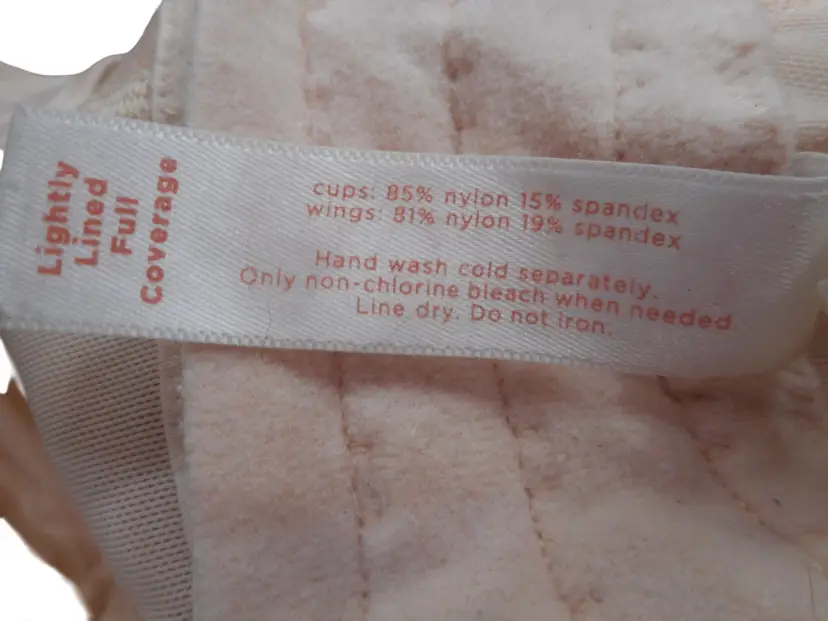 Lightly
Lined
Full
Coverage
cups: 85% nylon 15% spandex
wings: 81% nylon 19% spandex
Hand wash cold separately.
Only non-chlorine bleach when needed
Line dry. Do not iron.